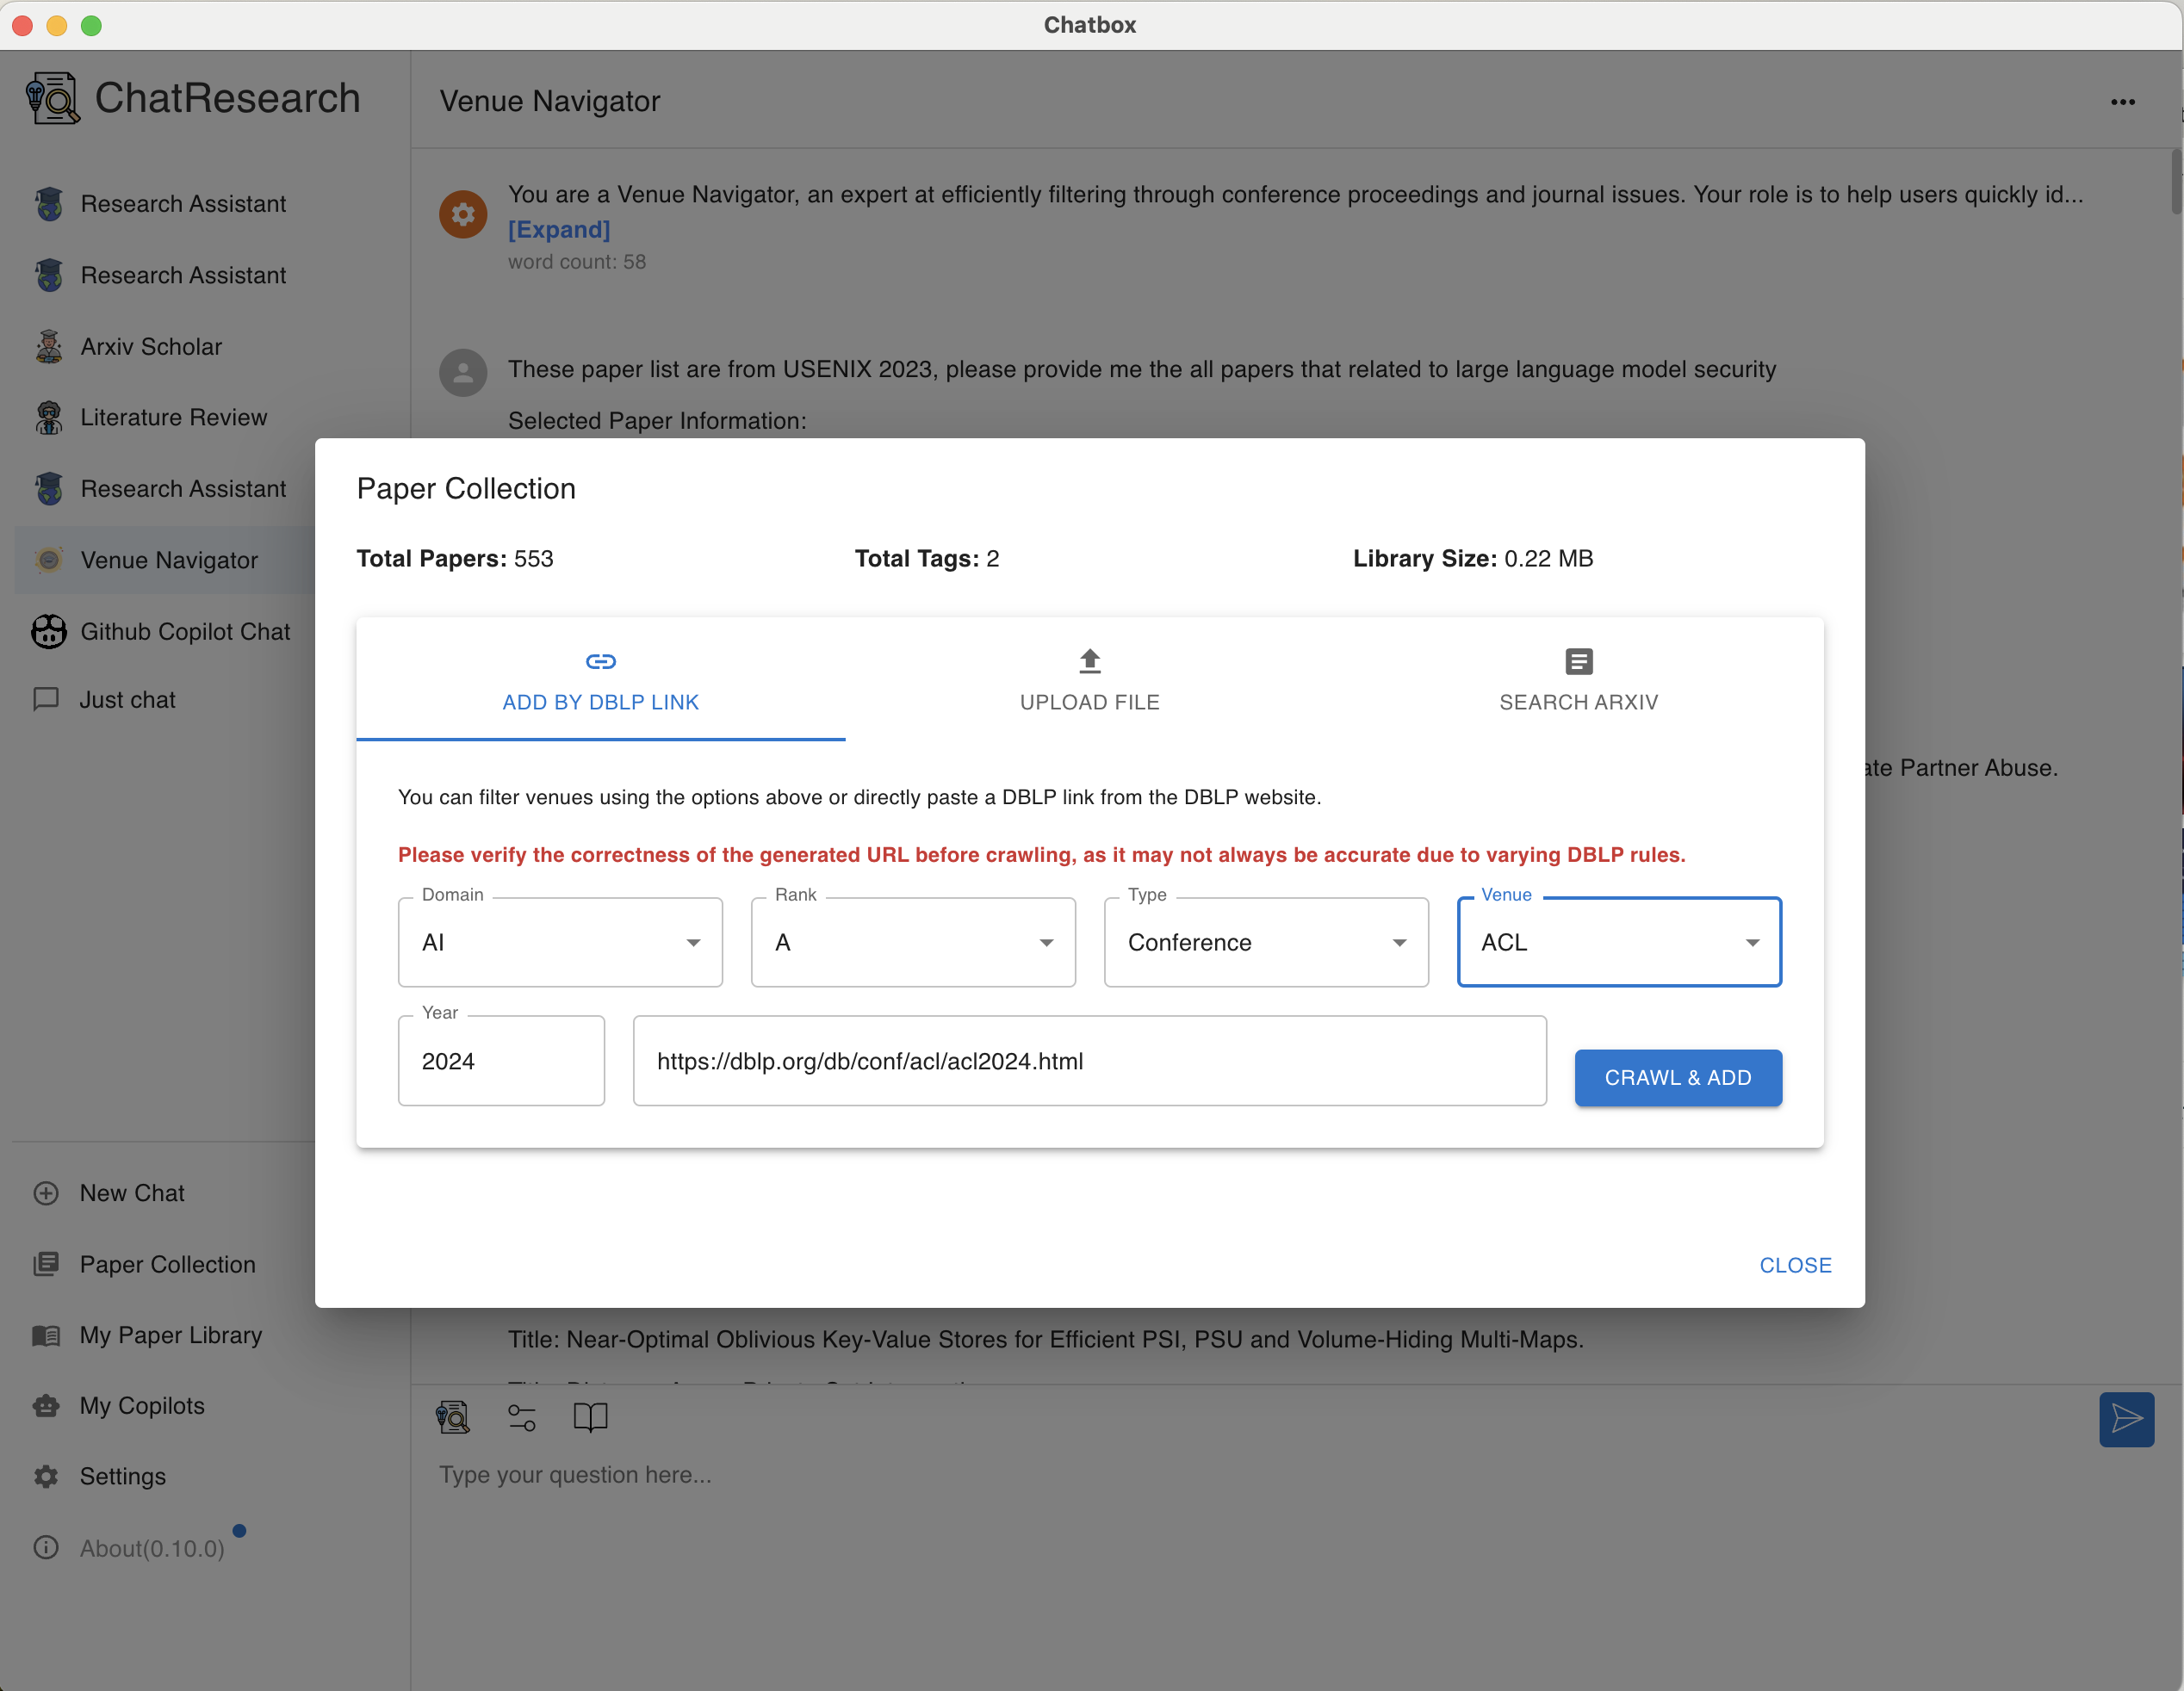 Chatbox
ChatResearch
Venue Navigator
Research Assistant
Research Assistant
Arxiv Scholar
Literature Review
Research Assistant
Venue Navigator
Github Copilot Chat
Just chat
New Chat
Paper Collection
My Paper Library
My Copilots
Settings
About(0.10.0)
You are a Venue Navigator, an expert at efficiently filtering through conference proceedings and journal issues. Your role is to help users quickly id...
[Expand]
word count: 58
These paper list are from USENIX 2023, please provide me the all papers that related to large language model security
Selected Paper Information:
Paper Collection
Total Papers: 553 Total Tags: 2 Library Size: 0.22 MB
ADD BY DBLP LINK UPLOAD FILE SEARCH ARXIV
You can filter venues using the options above or directly paste a DBLP link from the DBLP website.
Please verify the correctness of the generated URL before crawling, as it may not always be accurate due to varying DBLP rules.
Domain Rank Type Venue
AI A Conference ACL
Year
2024 https://dblp.org/db/conf/acl/acl2024.html CRAWL & ADD
CLOSE
Partner Abuse.
Title: Near-Optimal Oblivious Key-Value Stores for Efficient PSI, PSU and Volume-Hiding Multi-Maps.
Type your question here...